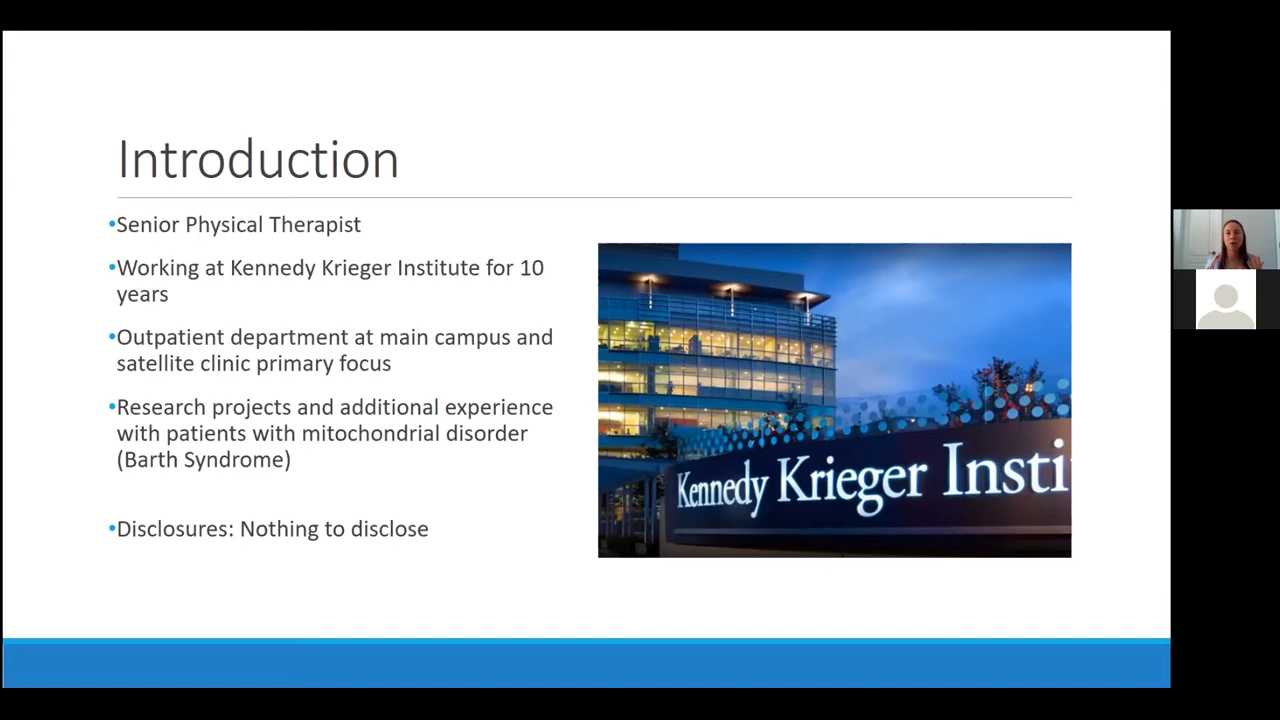 Introduction
•Senior Physical Therapist
•Working at Kennedy Krieger Institute for 10
years
•Outpatient department at main campus and
satellite clinic primary focus
•Research projects and additional experience
with patients with mitochondrial disorder
(Barth Syndrome)
•Disclosures: Nothing to disclose
Kennedy Krieger Insti